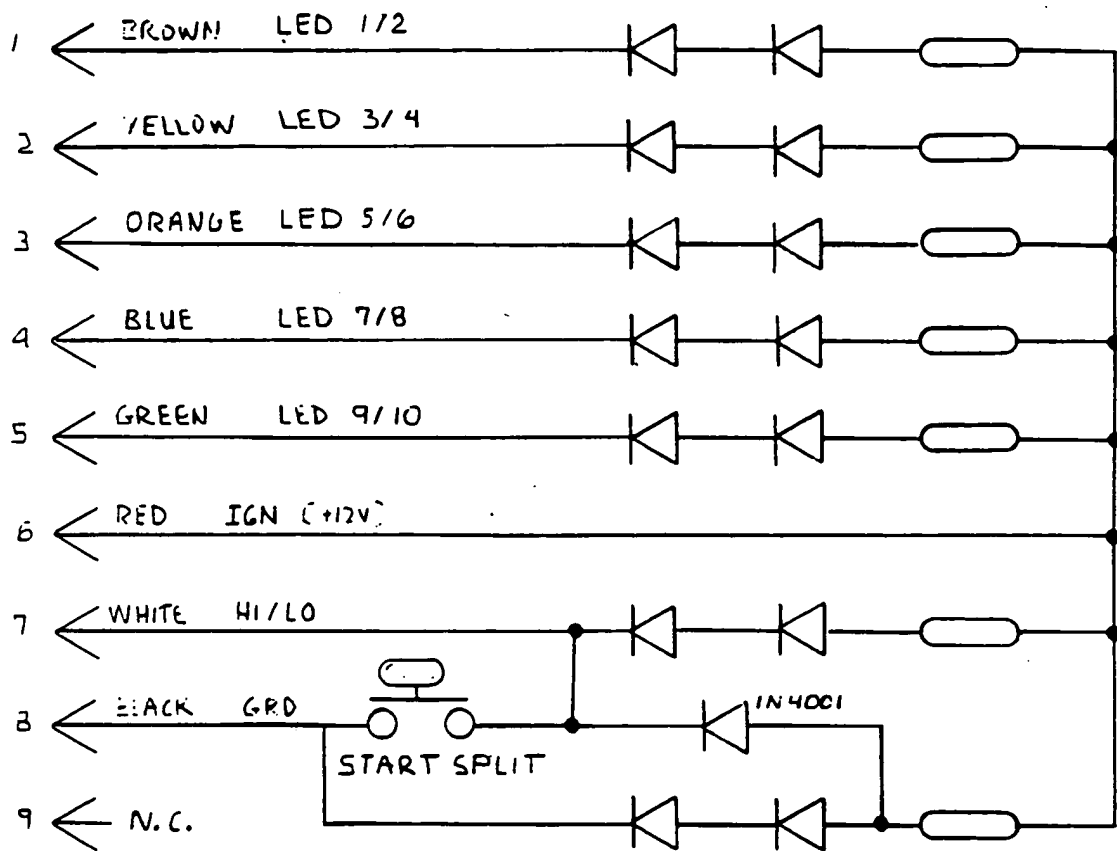 1 BROWN LED 1/2
2 YELLOW LED 3/4
3 ORANGE LED 5/6
4 BLUE LED 7/8
5 GREEN LED 9/10
6 RED IGN (+12V)
7 WHITE HI/LO
8 BLACK GRD
1N4001
START SPLIT
9 N.C.